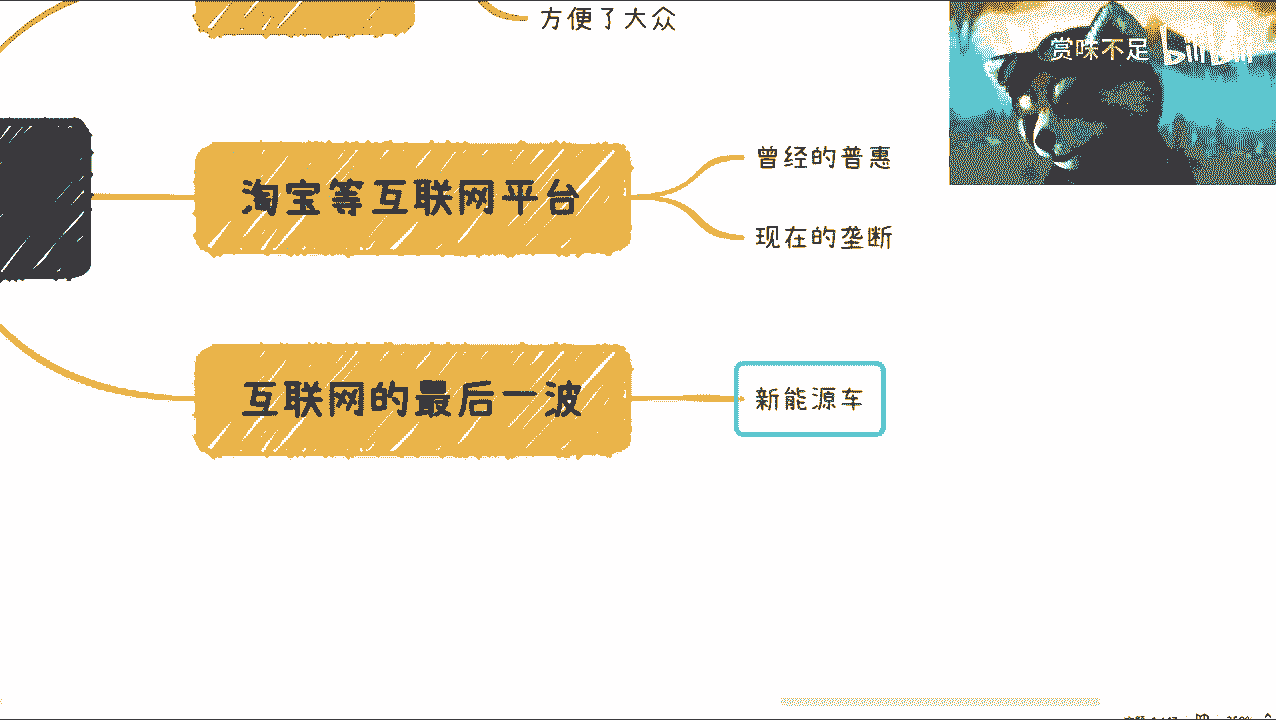 方便了大众
赏味不足 bilibili
淘宝等互联网平台
曾经的普惠
现在的垄断
互联网的最后一波
新能源车